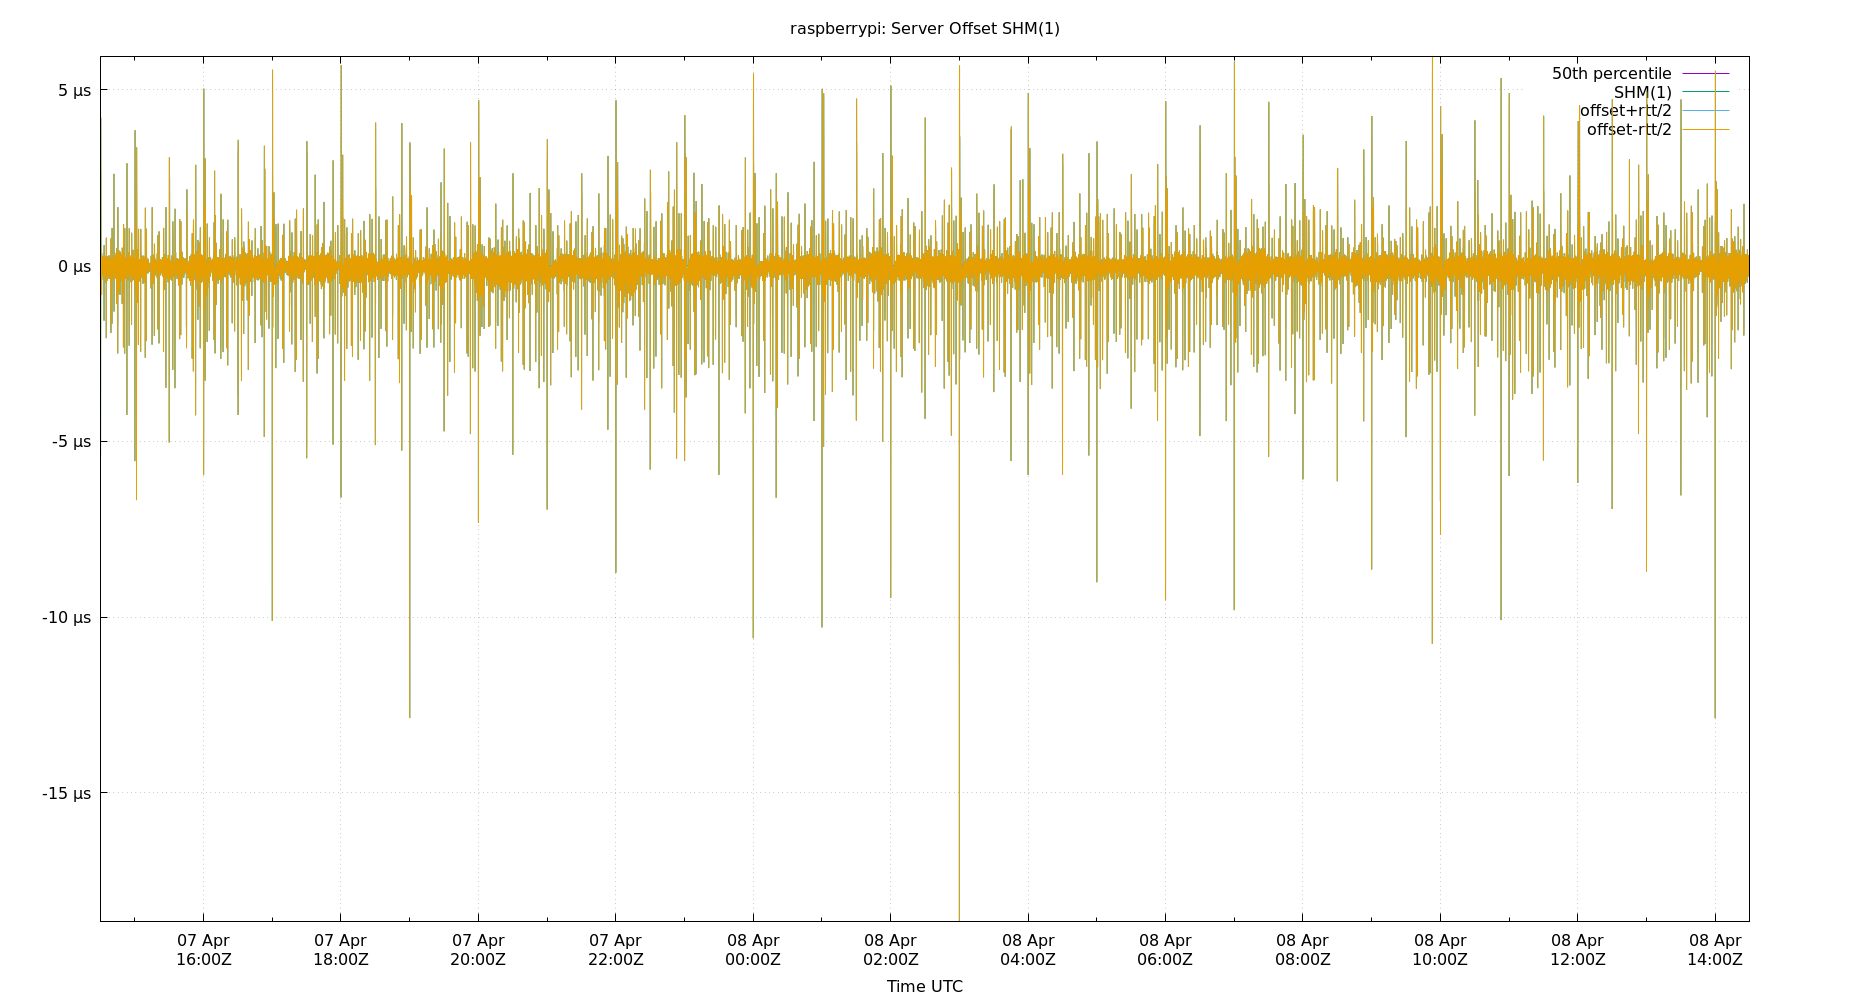 raspberrypi: Server Offset SHM(1)
50th percentile
SHM(1)
offset+rtt/2
offset-rtt/2
5 µs
0 µs
-5 µs
-10 µs
-15 µs
07 Apr 07 Apr 07 Apr 07 Apr 08 Apr 08 Apr 08 Apr 08 Apr 08 Apr 08 Apr 08 Apr 08 Apr
16:00Z 18:00Z 20:00Z 22:00Z 00:00Z 02:00Z 04:00Z 06:00Z 08:00Z 10:00Z 12:00Z 14:00Z
Time UTC